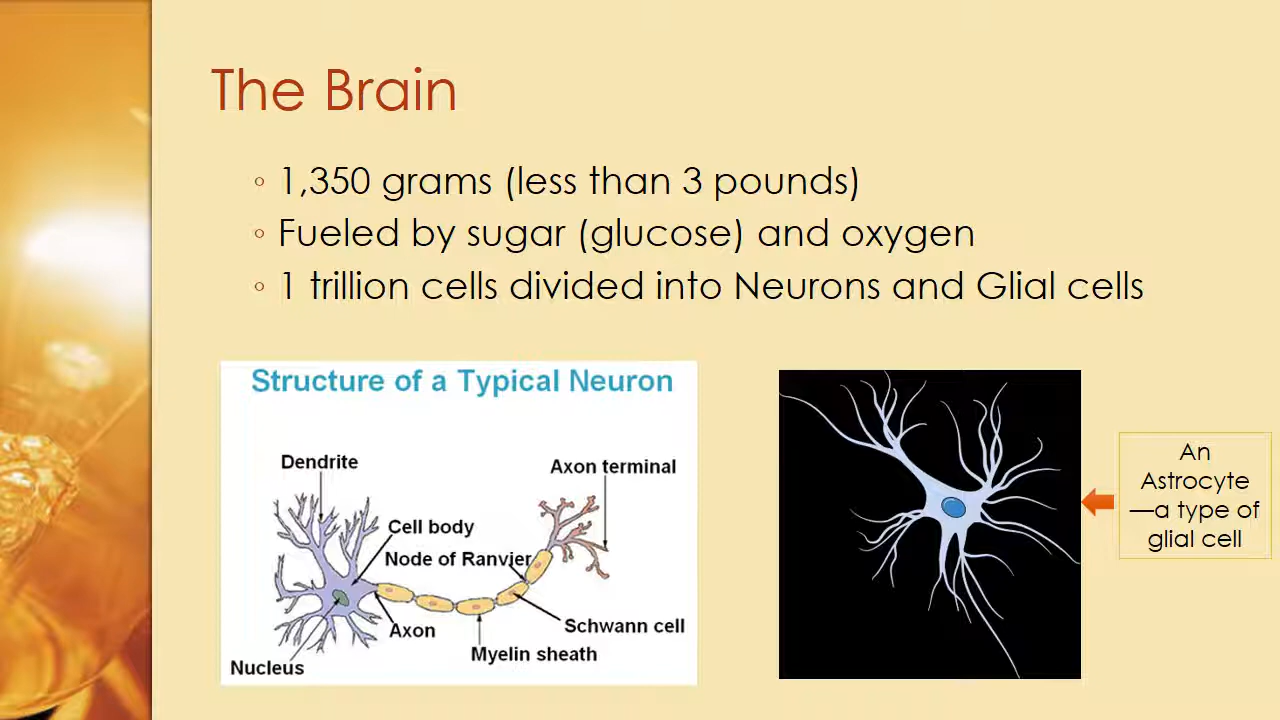 The Brain
◦ 1,350 grams (less than 3 pounds)
◦ Fueled by sugar (glucose) and oxygen
◦ 1 trillion cells divided into Neurons and Glial cells
Structure of a Typical Neuron
Dendrite
Axon terminal
Cell body
Node of Ranvier
Axon
Schwann cell
Myelin sheath
Nucleus
An
Astrocyte
—a type of
glial cell